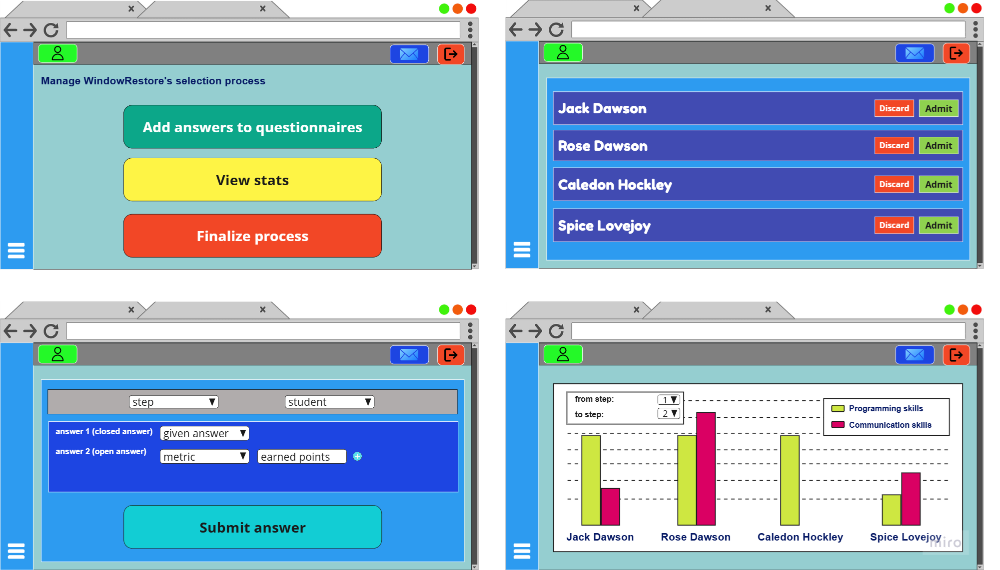 Manage WindowRestore's selection process
Add answers to questionnaires
View stats
Finalize process
Jack Dawson
Discard
Admit
Rose Dawson
Discard
Admit
Caledon Hockley
Discard
Admit
Spice Lovejoy
Discard
Admit
step
student
answer 1 (closed answer)
given answer
answer 2 (open answer)
metric
earned points
Submit answer
from step:
1
to step:
2
Programming skills
Communication skills
Jack Dawson
Rose Dawson
Caledon Hockley
Spice Lovejoy
miro